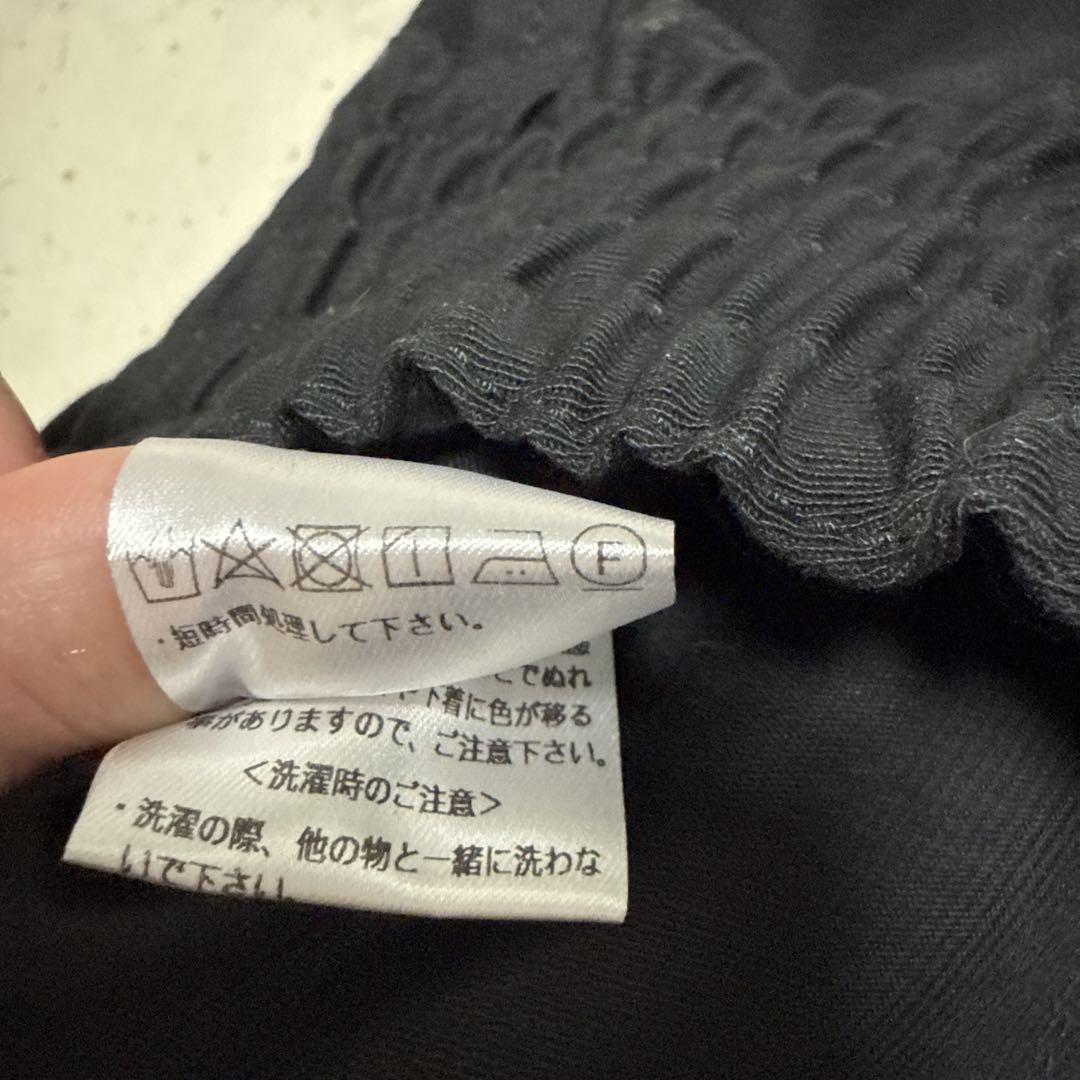 F
・短時間処理して下さい。
でぬれ
下着に色が移る
がありますので、ご注意下さい。
＜洗濯時のご注意＞
・洗濯の際、他の物と一緒に洗わな
いで下さい